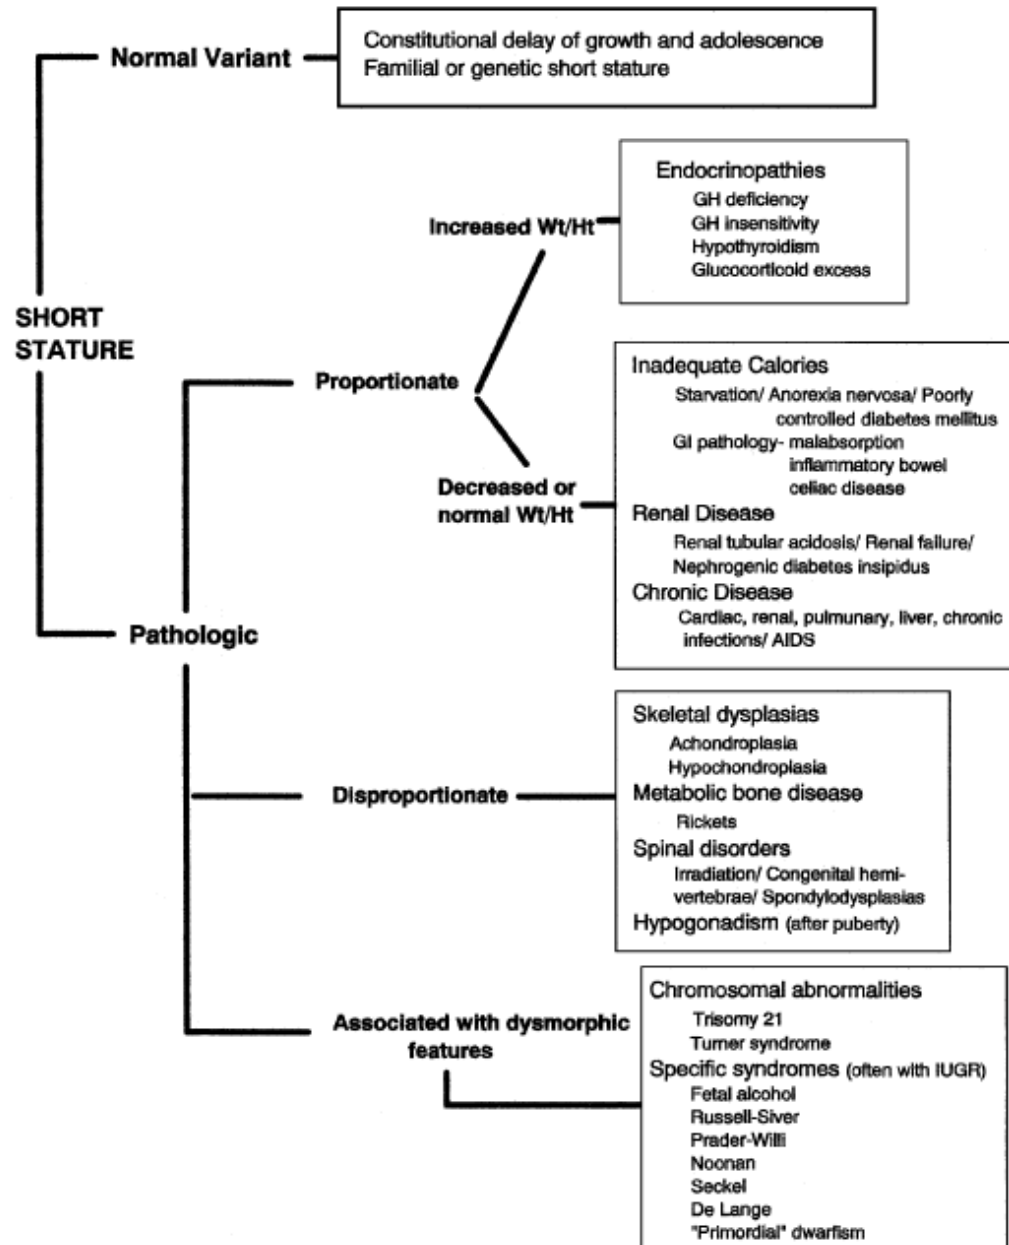 Normal Variant
Constitutional delay of growth and adolescence
Familial or genetic short stature
SHORT
STATURE
Pathologic
Proportionate
Increased Wt/Ht
Endocrinopathies
GH deficiency
GH insensitivity
Hypothyroidism
Glucocorticoid excess
Decreased or
normal Wt/Ht
Inadequate Calories
Starvation/ Anorexia nervosa/ Poorly
controlled diabetes mellitus
GI pathology- malabsorption
inflammatory bowel
celiac disease
Renal Disease
Renal tubular acidosis/ Renal failure/
Nephrogenic diabetes insipidus
Chronic Disease
Cardiac, renal, pulmunary, liver, chronic
infections/ AIDS
Disproportionate
Skeletal dysplasias
Achondroplasia
Hypochondroplasia
Metabolic bone disease
Rickets
Spinal disorders
Irradiation/ Congenital hemi-
vertebrae/ Spondylodysplasias
Hypogonadism (after puberty)
Associated with dysmorphic
features
Chromosomal abnormalities
Trisomy 21
Turner syndrome
Specific syndromes (often with IUGR)
Fetal alcohol
Russell-Siver
Prader-Willi
Noonan
Seckel
De Lange
"Primordial" dwarfism